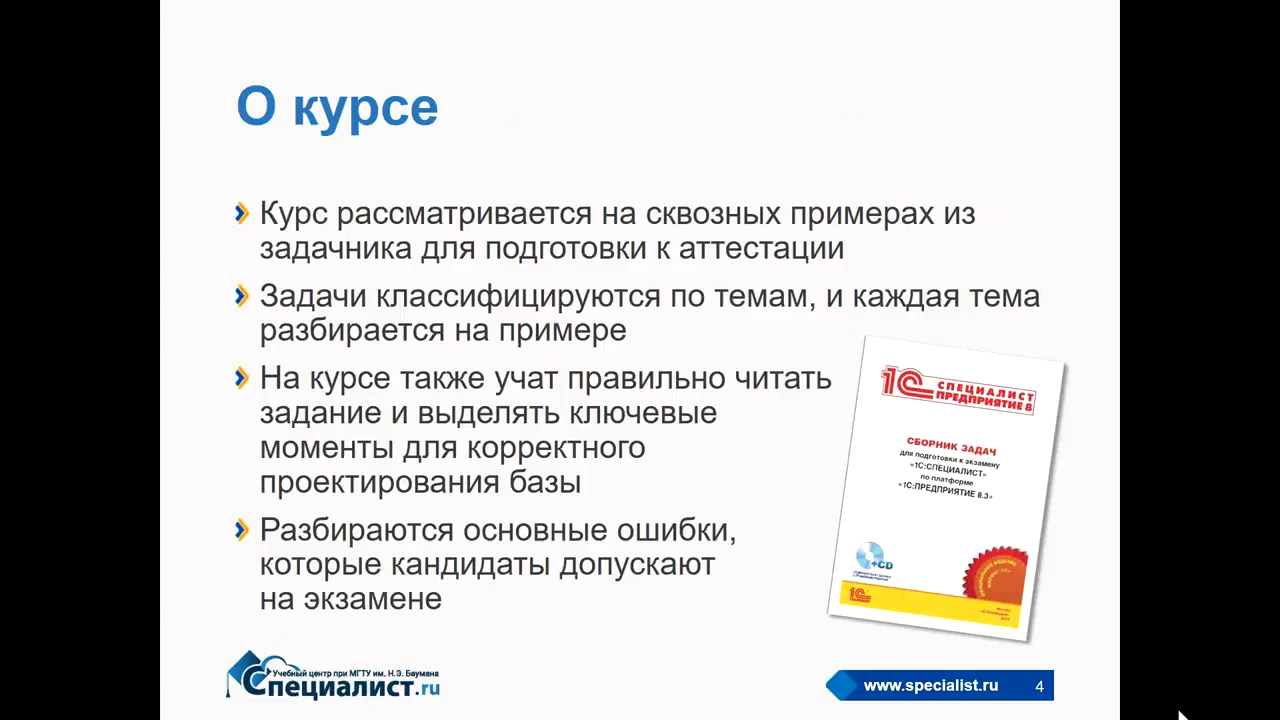 О курсе
Курс рассматривается на сквозных примерах из
задачника для подготовки к аттестации
Задачи классифицируются по темам, и каждая тема
разбирается на примере
На курсе также учат правильно читать
задание и выделять ключевые
моменты для корректного
проектирования базы
Разбираются основные ошибки,
которые кандидаты допускают
на экзамене
1С СПЕЦИАЛИСТ
ПРЕДПРИЯТИЕ 8
СБОРНИК ЗАДАЧ
для подготовки к экзамену
«1С:СПЕЦИАЛИСТ»
по платформе
«1С:ПРЕДПРИЯТИЕ 8.3»
+CD
1С
ПРЕДПРИЯТИЕ
Учебный центр при МГТУ им. Н.Э. Баумана
Специалист.ru
www.specialist.ru 4